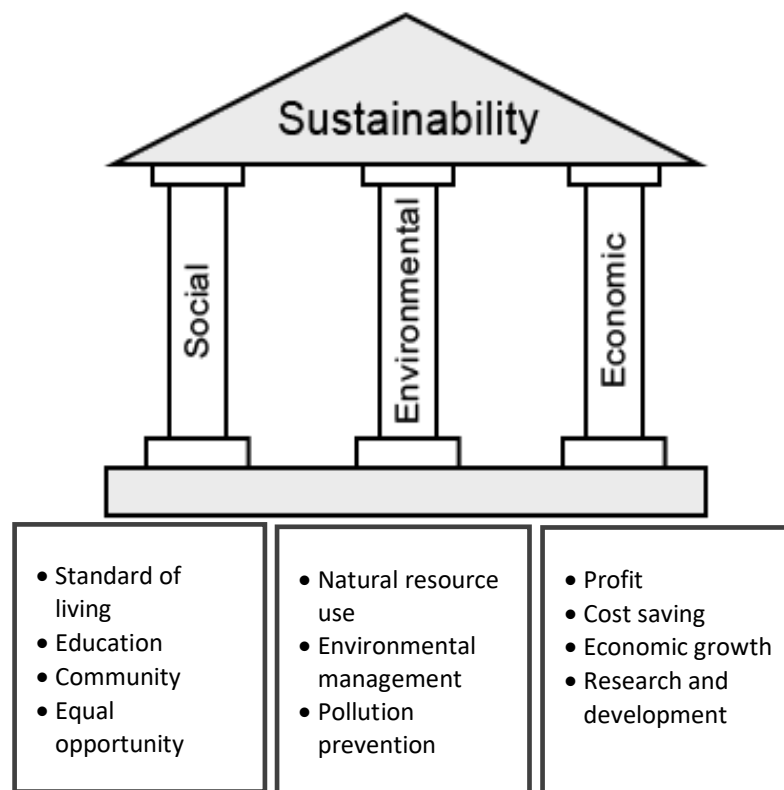 Sustainability
Social
Environmental
Economic
• Standard of
living
• Education
• Community
• Equal
opportunity
• Natural resource
use
• Environmental
management
• Pollution
prevention
• Profit
• Cost saving
• Economic growth
• Research and
development